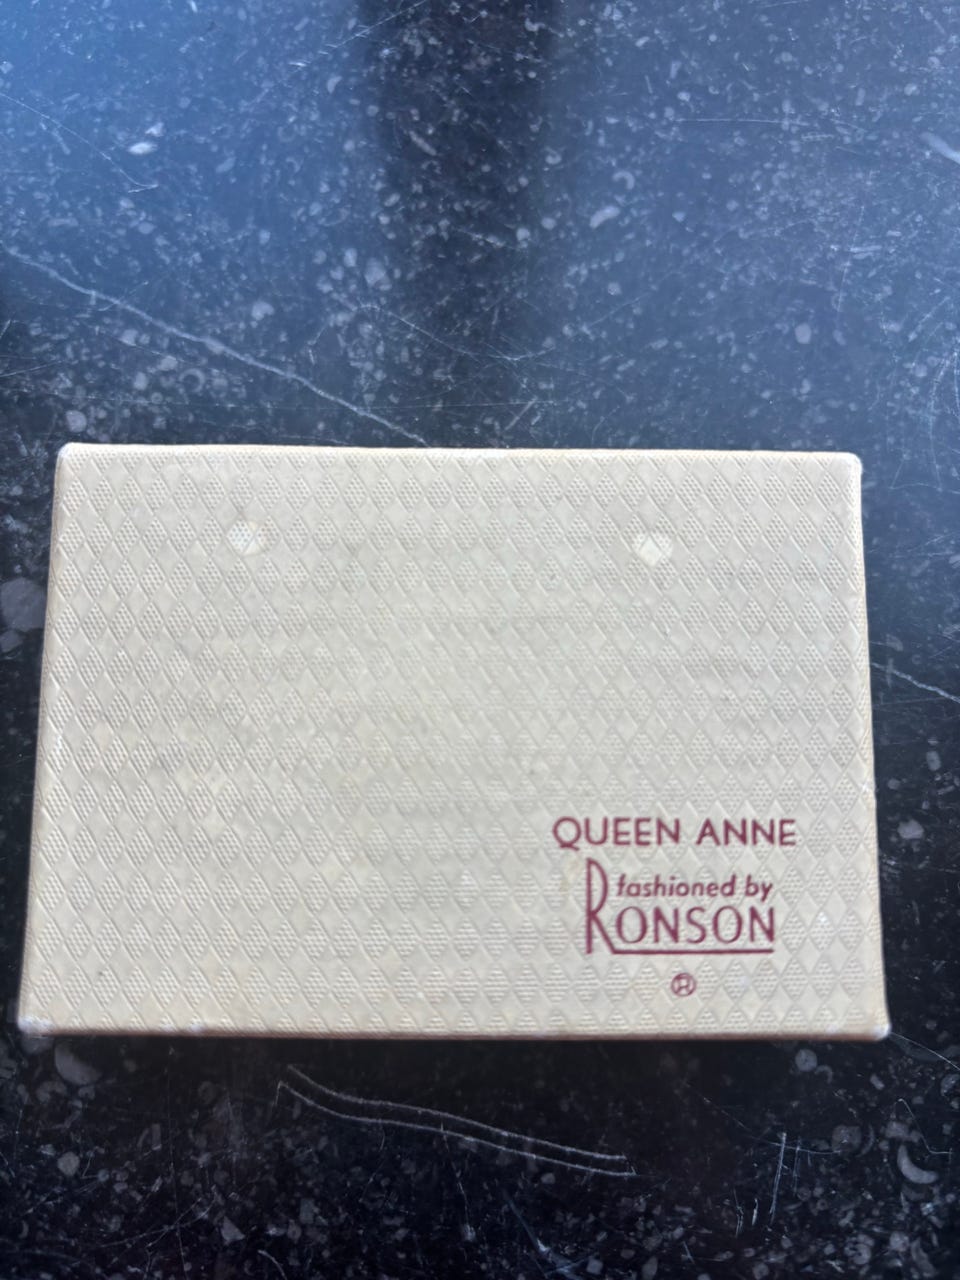 QUEEN ANNE
fashioned by
RONSON
®